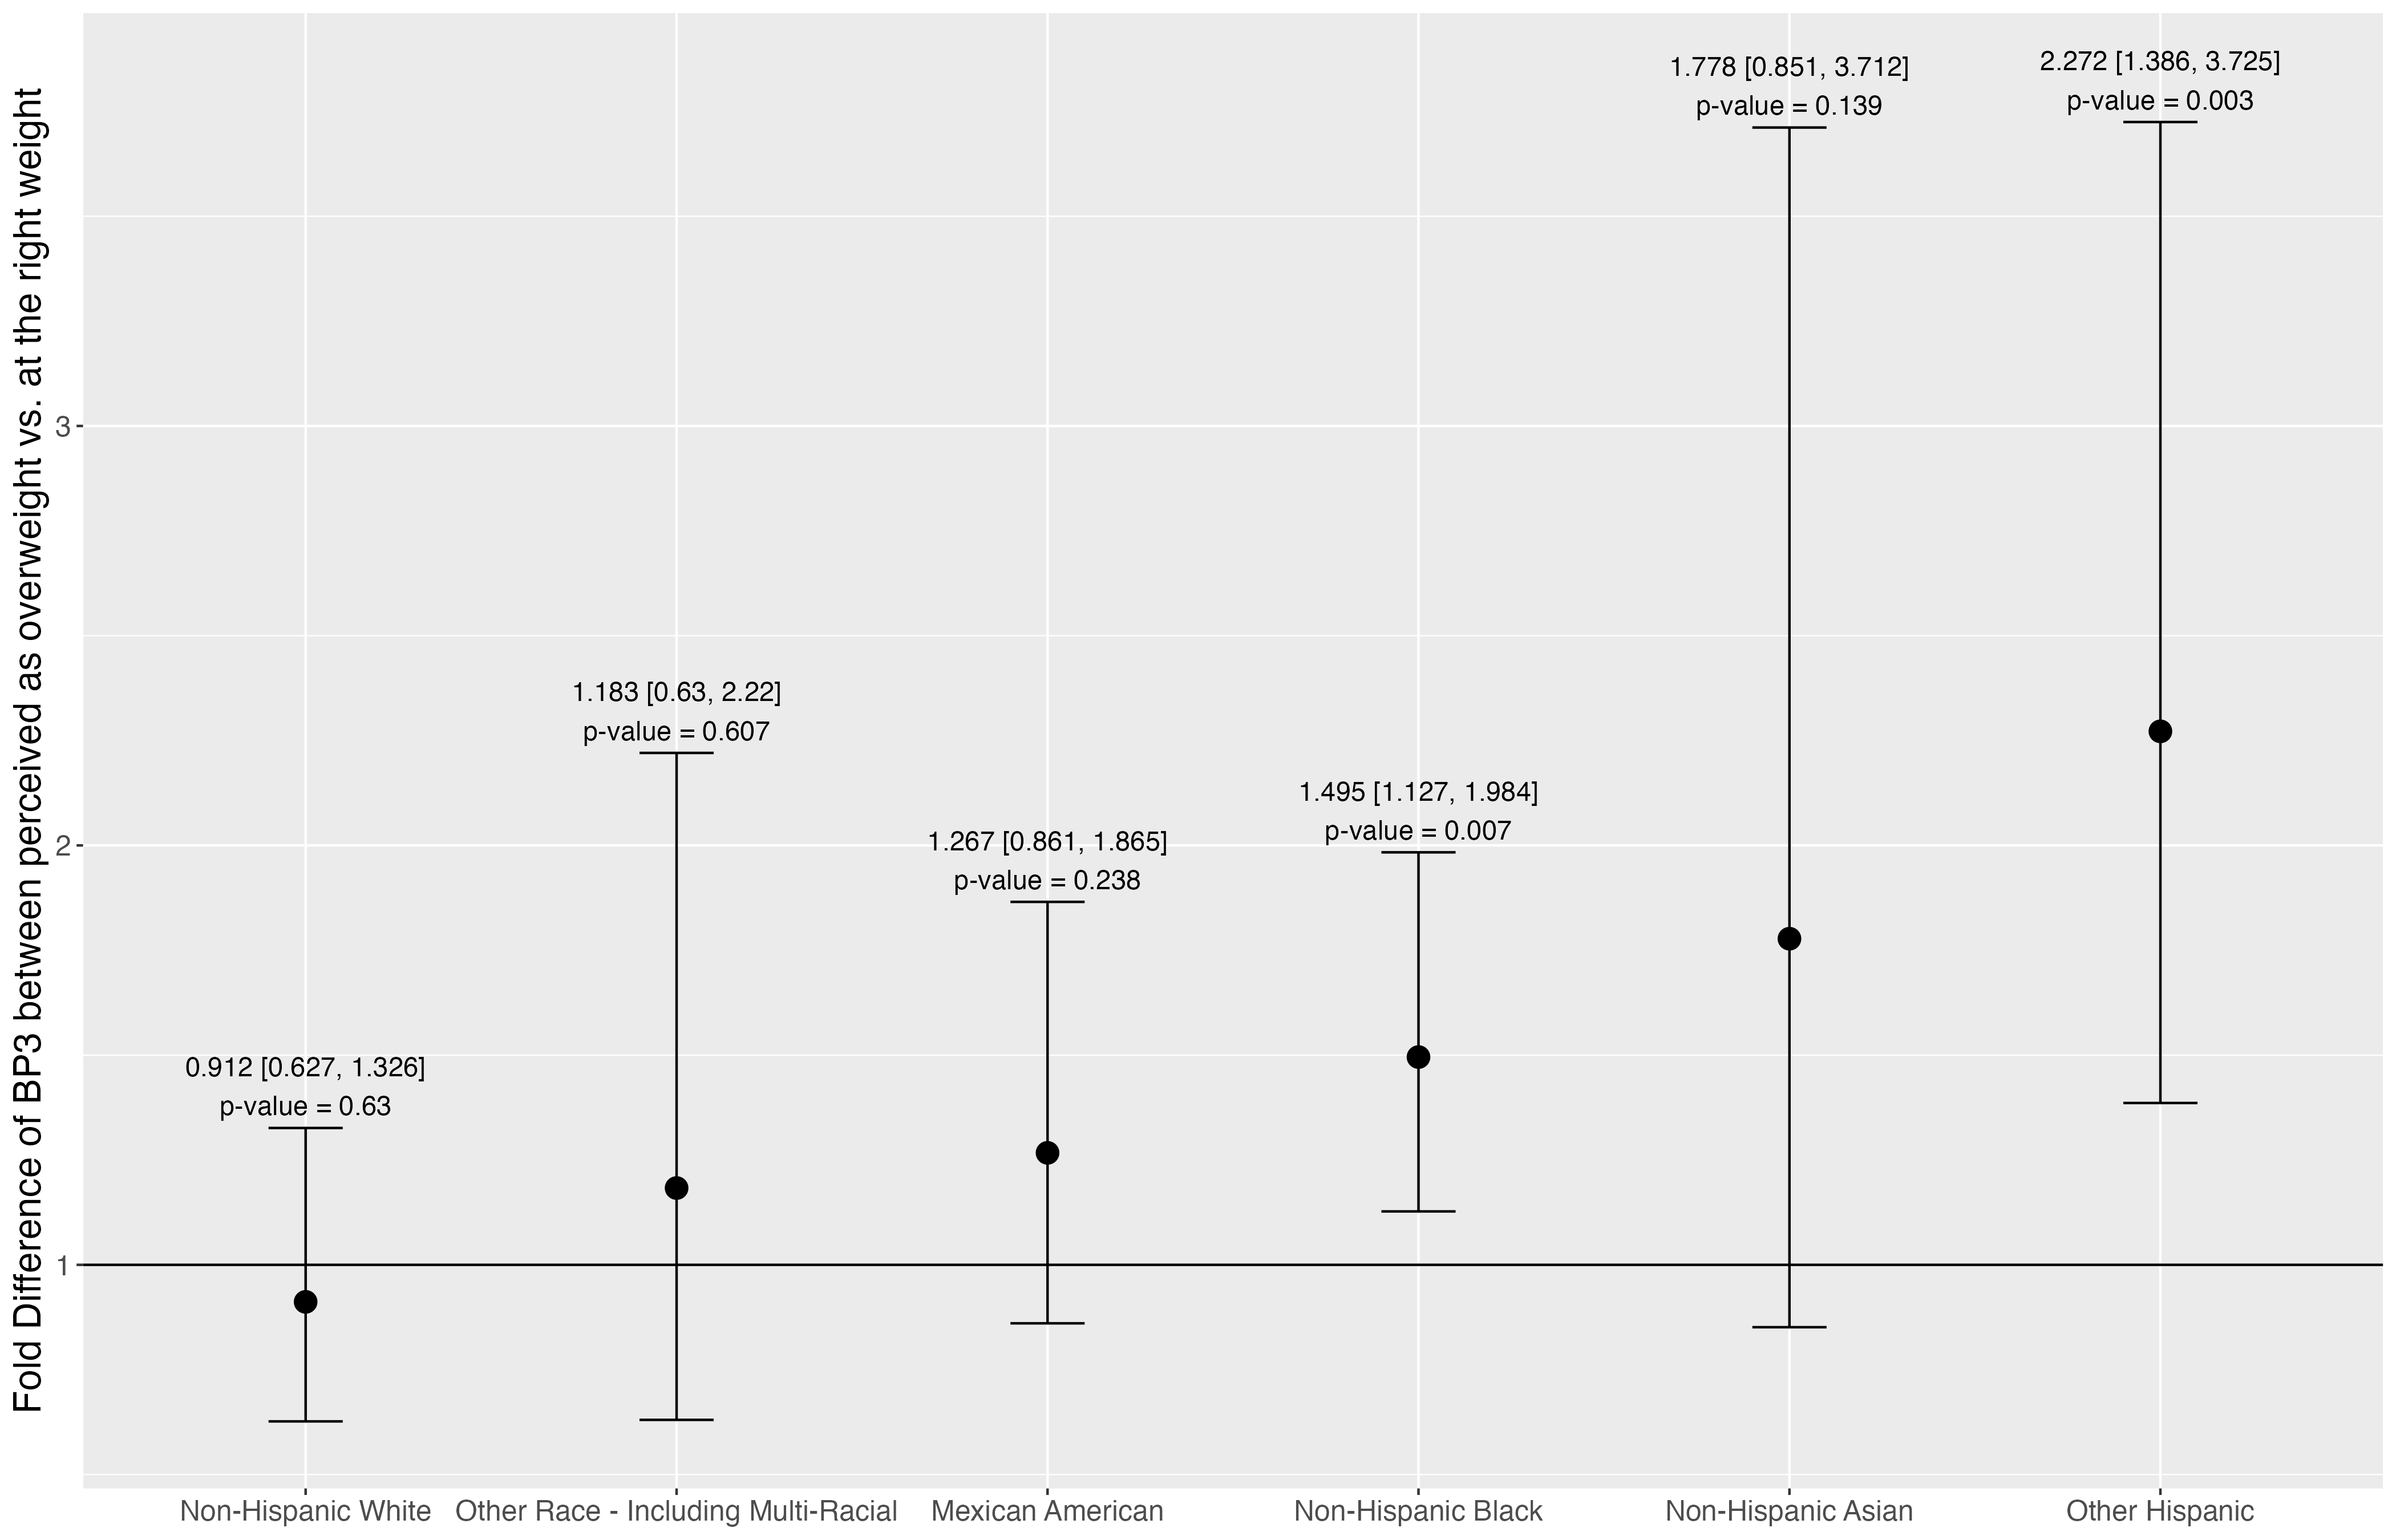 Fold Difference of BP3 between perceived as overweight vs. at the right weight
3
2
1
0.912 [0.627, 1.326]
p-value = 0.63
1.183 [0.63, 2.22]
p-value = 0.607
1.267 [0.861, 1.865]
p-value = 0.238
1.495 [1.127, 1.984]
p-value = 0.007
1.778 [0.851, 3.712]
p-value = 0.139
2.272 [1.386, 3.725]
p-value = 0.003
Non-Hispanic White
Other Race - Including Multi-Racial
Mexican American
Non-Hispanic Black
Non-Hispanic Asian
Other Hispanic